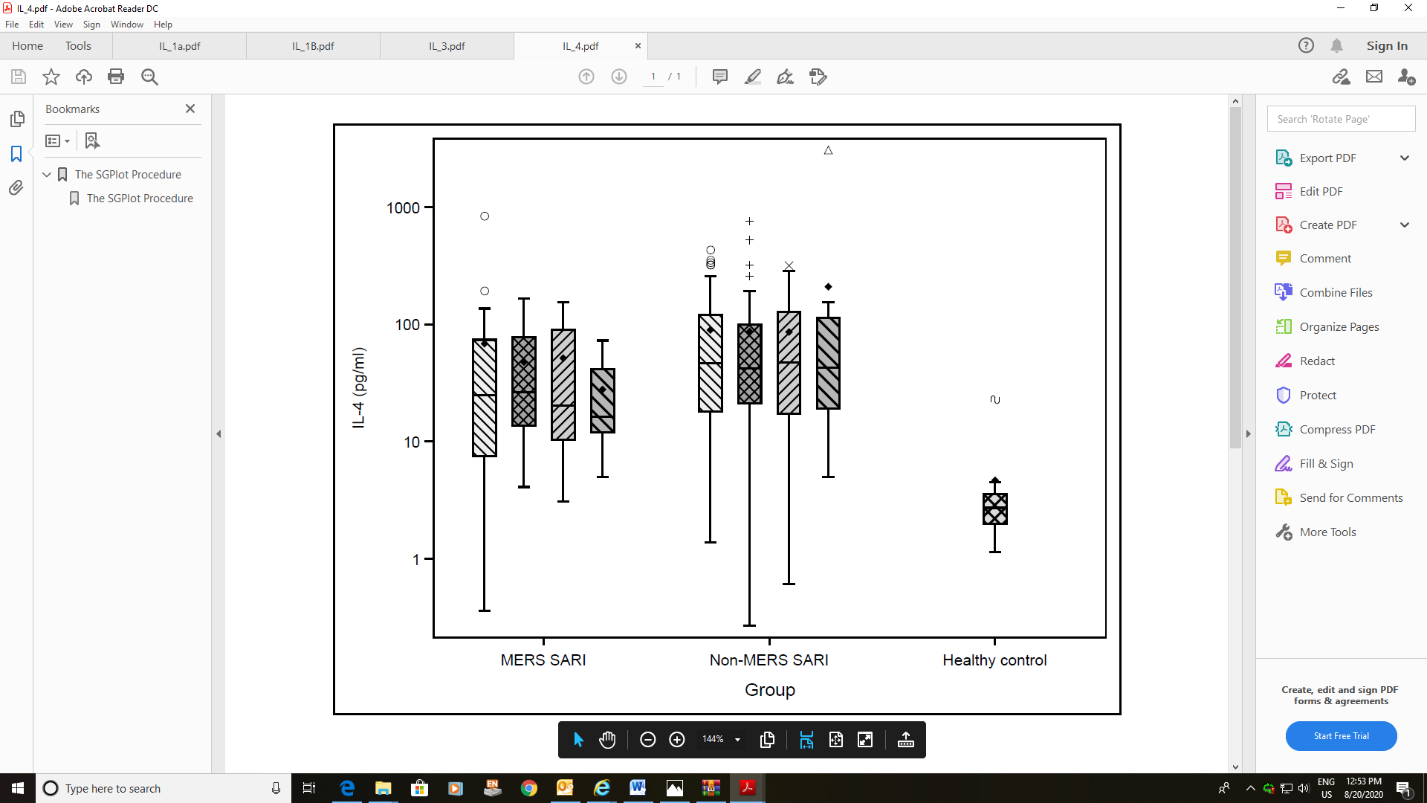 IL_4.pdf - Adobe Acrobat Reader DC
File Edit View Sign Window Help
Home Tools IL_1a.pdf IL_1B.pdf IL_3.pdf IL_4.pdf × ? Sign In
1 / 1
Bookmarks
The SGPlot Procedure
The SGPlot Procedure
1000
100
10
1
IL-4 (pg/ml)
MERS SARI Non-MERS SARI Healthy control
Group
144%
Search 'Rotate Page'
Export PDF
Edit PDF
Create PDF
Comment
Combine Files
Organize Pages
Redact
Protect
Compress PDF
Fill & Sign
Send for Comments
More Tools
Create, edit and sign PDF
forms & agreements
Start Free Trial
Type here to search
ENG
US
12:53 PM
8/20/2020